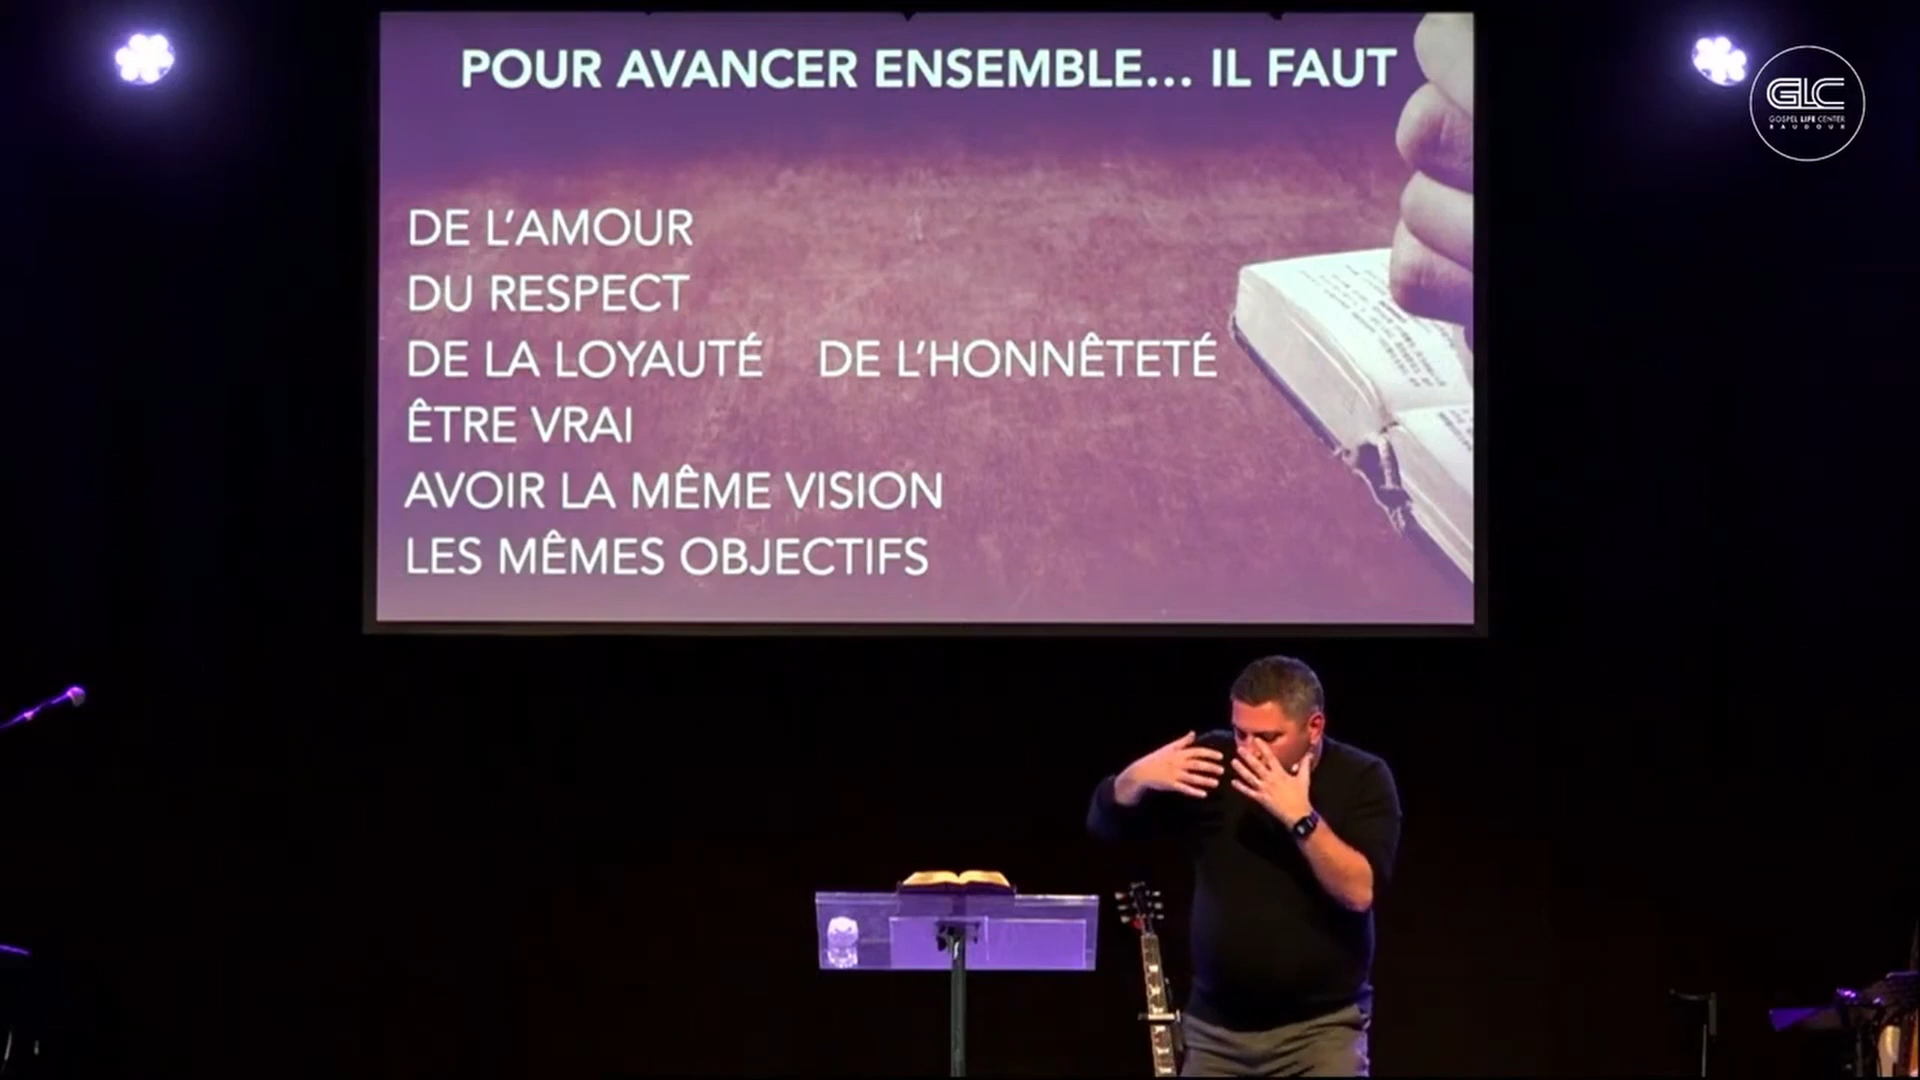 POUR AVANCER ENSEMBLE... IL FAUT
DE L'AMOUR
DU RESPECT
DE LA LOYAUTÉ DE L'HONNÊTETÉ
ÊTRE VRAI
AVOIR LA MÊME VISION
LES MÊMES OBJECTIFS
GLC
GOSPEL LIFE CENTER
BAUDOUR